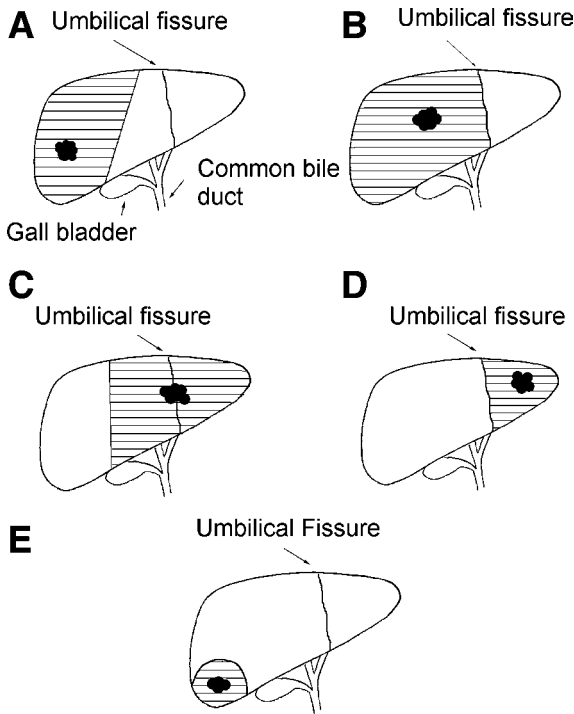 A
Umbilical fissure
Common bile
duct
Gall bladder
B
Umbilical fissure
C
Umbilical fissure
D
Umbilical fissure
E
Umbilical Fissure